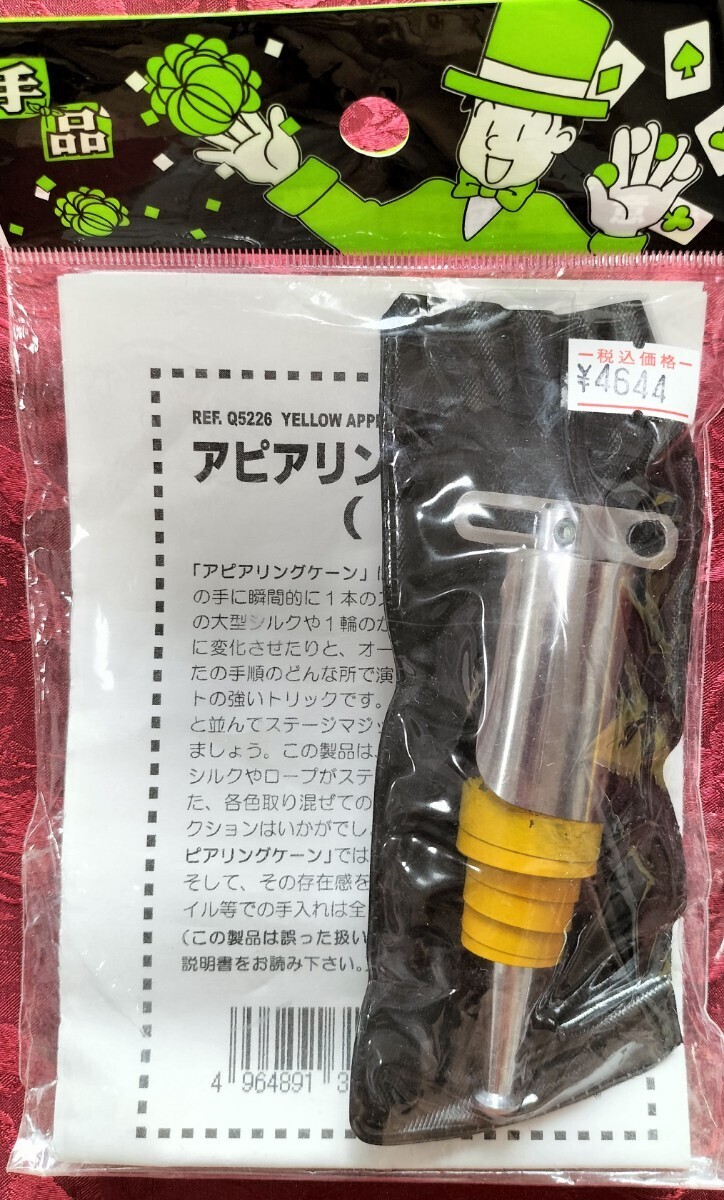 手品
一税込価格一
¥4644
REF. Q5226 YELLOW APPE
アピアリン
(
「アピアリングケーン」は
の手に瞬間的に１本のス
の大型シルクや１輪のか
に変化させたりと、オー
たの手順のどんな所で演
トの強いトリックです。
と並んでステージマジッ
ましょう。この製品は、
シルクやロープがステ
た、各色取り混ぜての
クションはいかがでし
ピアリングケーン」では
そして、その存在感を
イル等での手入れは全
(この製品は誤った扱い
説明書をお読み下さい。
4 964891 3